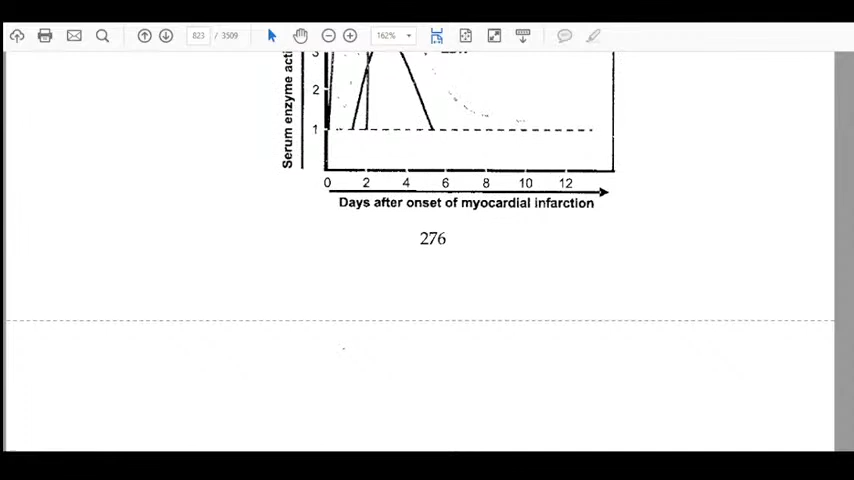 823 / 3509
162%
Serum enzyme acti
3
2
1
0 2 4 6 8 10 12
Days after onset of myocardial infarction
276